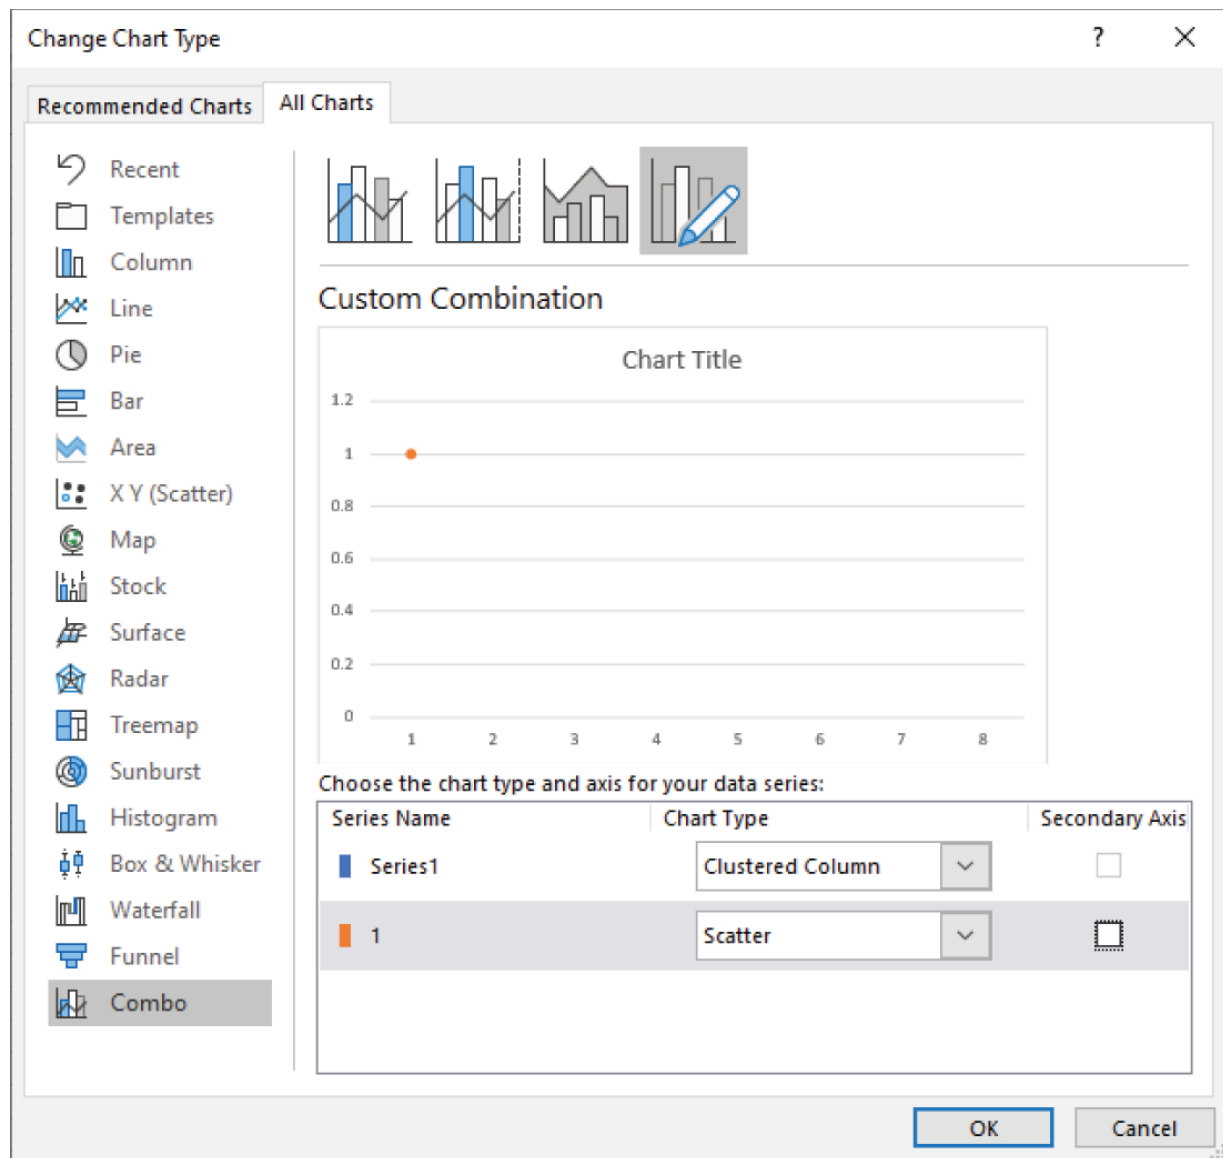 Change Chart Type
?
Recommended Charts
All Charts
Recent
Templates
Column
Line
Pie
Bar
Area
X Y (Scatter)
Map
Stock
Surface
Radar
Treemap
Sunburst
Histogram
Box & Whisker
Waterfall
Funnel
Combo
Custom Combination
Chart Title
1.2
1
0.8
0.6
0.4
0.2
0
1 2 3 4 5 6 7 8
Choose the chart type and axis for your data series:
Series Name Chart Type Secondary Axis
Series1 Clustered Column
1 Scatter
OK Cancel